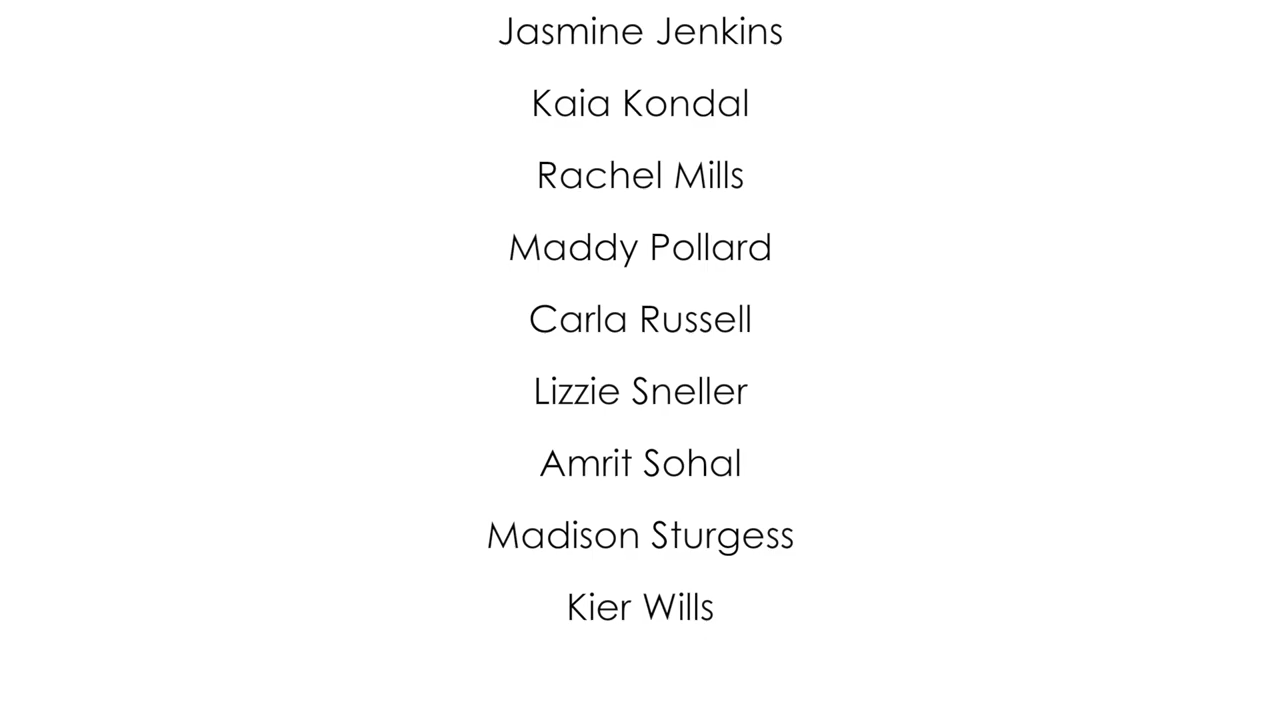 Jasmine Jenkins
Kaia Kondal
Rachel Mills
Maddy Pollard
Carla Russell
Lizzie Sneller
Amrit Sohal
Madison Sturgess
Kier Wills